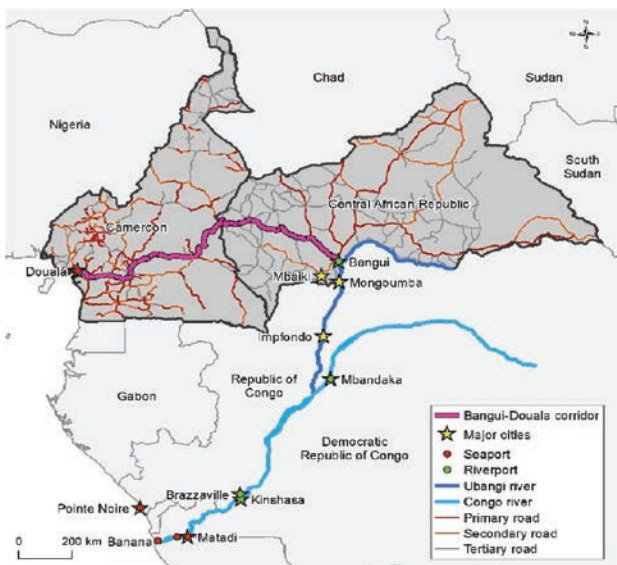 Chad
Sudan
Nigeria
South
Sudan
Central African Republic
Cameroon
Douala
Bangui
Mbaiki
Mongoumba
Impfondo
Republic of
Congo
Mbandaka
Gabon
Democratic
Republic of Congo
Brazzaville
Kinshasa
Pointe Noire
Banana
Matadi
0 200 km
Bangui-Douala corridor
Major cities
Seaport
Riverport
Ubangi river
Congo river
Primary road
Secondary road
Tertiary road